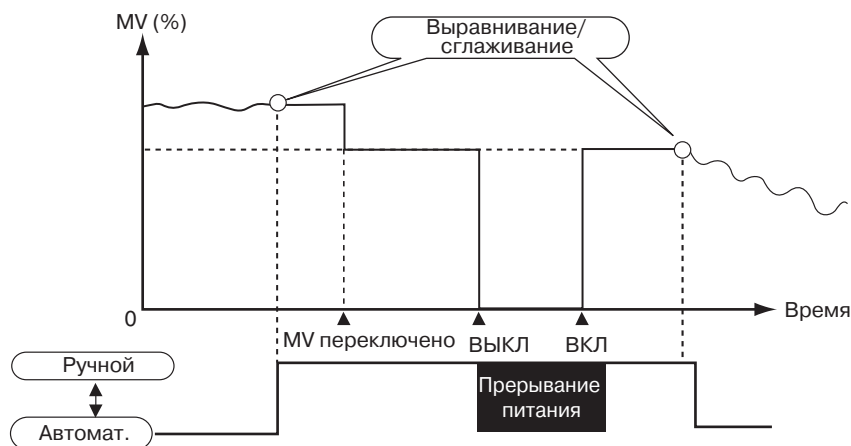 MV (%)
Выравнивание/
сглаживание
0
Время
MV переключено
ВЫКЛ
ВКЛ
Ручной
Прерывание
питания
Автомат.